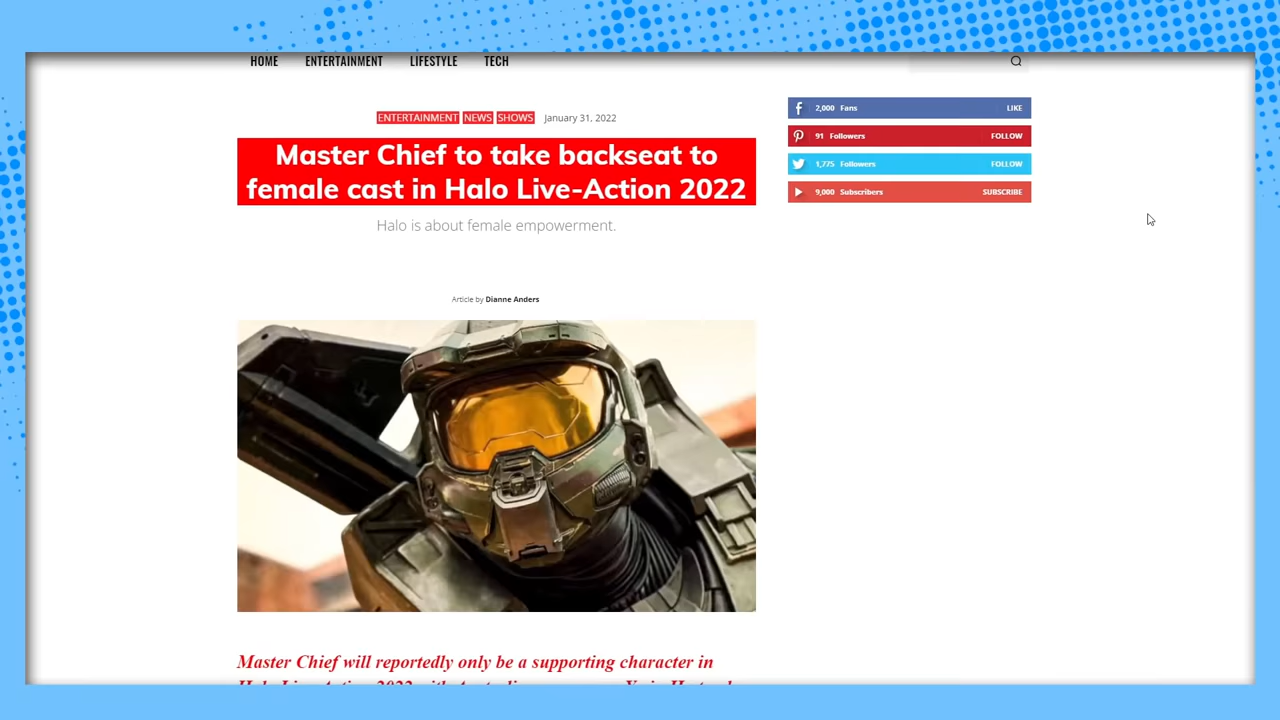 HOME ENTERTAINMENT LIFESTYLE TECH
ENTERTAINMENT NEWS SHOWS January 31, 2022
Master Chief to take backseat to
female cast in Halo Live-Action 2022
Halo is about female empowerment.
Article by Dianne Anders
Master Chief will reportedly only be a supporting character in
2,000 Fans LIKE
91 Followers FOLLOW
1,775 Followers FOLLOW
9,000 Subscribers SUBSCRIBE